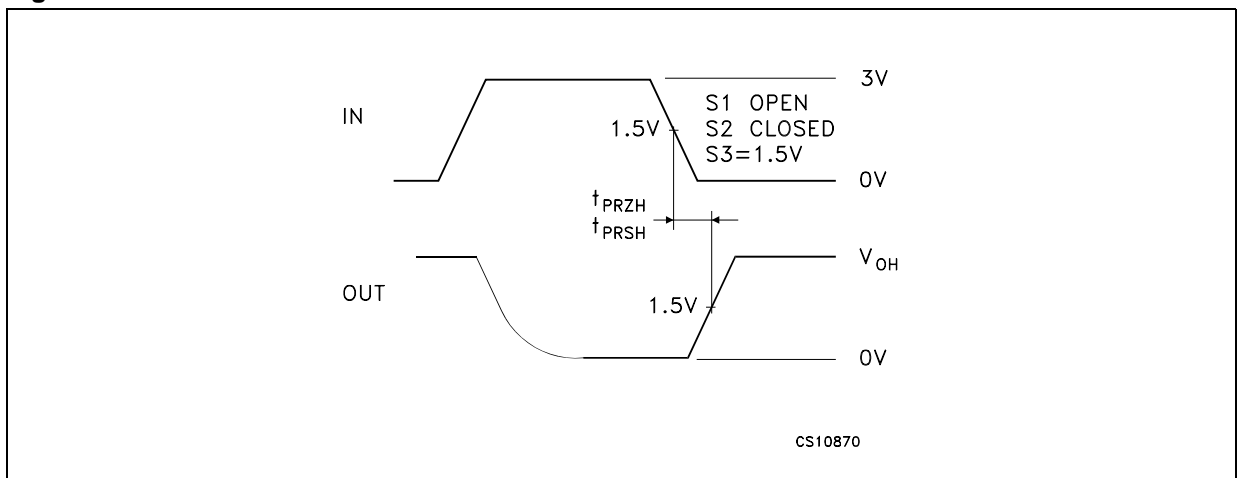 3V
IN
S1 OPEN
1.5V
S2 CLOSED
S3=1.5V
0V
tPRZH
tPRSH
VOH
OUT
1.5V
0V
CS10870